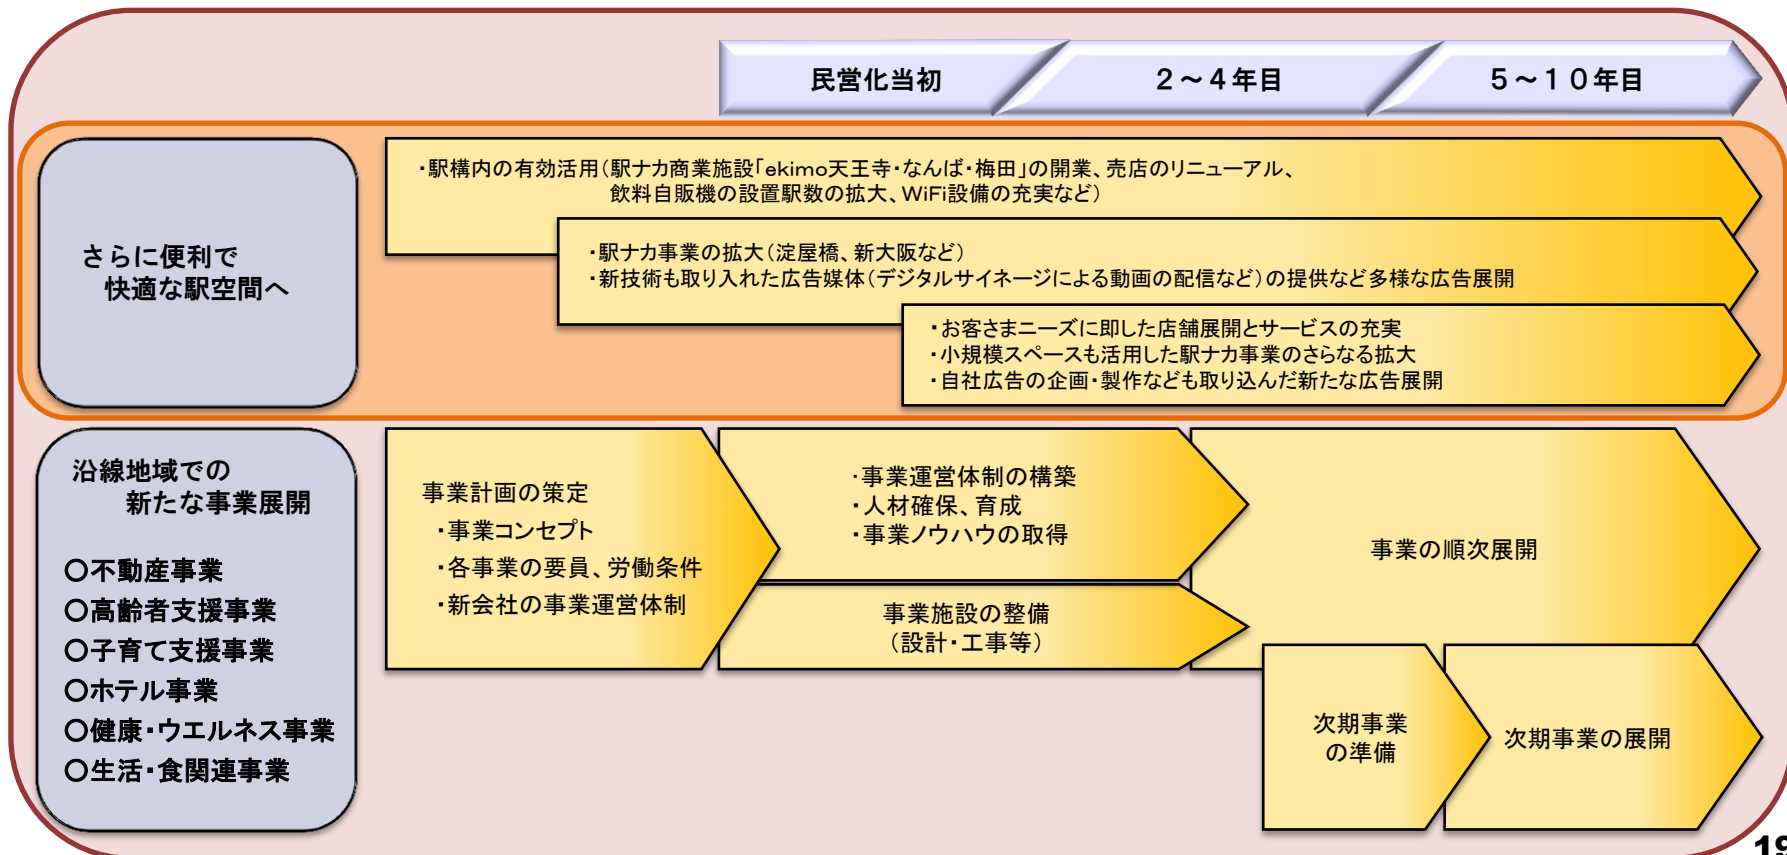 民営化当初
２～４年目
５～１０年目
さらに便利で
快適な駅空間へ
・駅構内の有効活用(駅ナカ商業施設「ekimo天王寺・なんば・梅田」の開業、売店のリニューアル、
飲料自販機の設置駅数の拡大、WiFi設備の充実など)
・駅ナカ事業の拡大(淀屋橋、新大阪など)
・新技術も取り入れた広告媒体(デジタルサイネージによる動画の配信など)の提供など多様な広告展開
・お客さまニーズに即した店舗展開とサービスの充実
・小規模スペースも活用した駅ナカ事業のさらなる拡大
・自社広告の企画・製作なども取り込んだ新たな広告展開
沿線地域での
新たな事業展開
〇不動産事業
〇高齢者支援事業
〇子育て支援事業
〇ホテル事業
〇健康・ウエルネス事業
〇生活・食関連事業
事業計画の策定
・事業コンセプト
・各事業の要員、労働条件
・新会社の事業運営体制
・事業運営体制の構築
・人材確保、育成
・事業ノウハウの取得
事業施設の整備
(設計・工事等)
事業の順次展開
次期事業
の準備
次期事業の展開
19